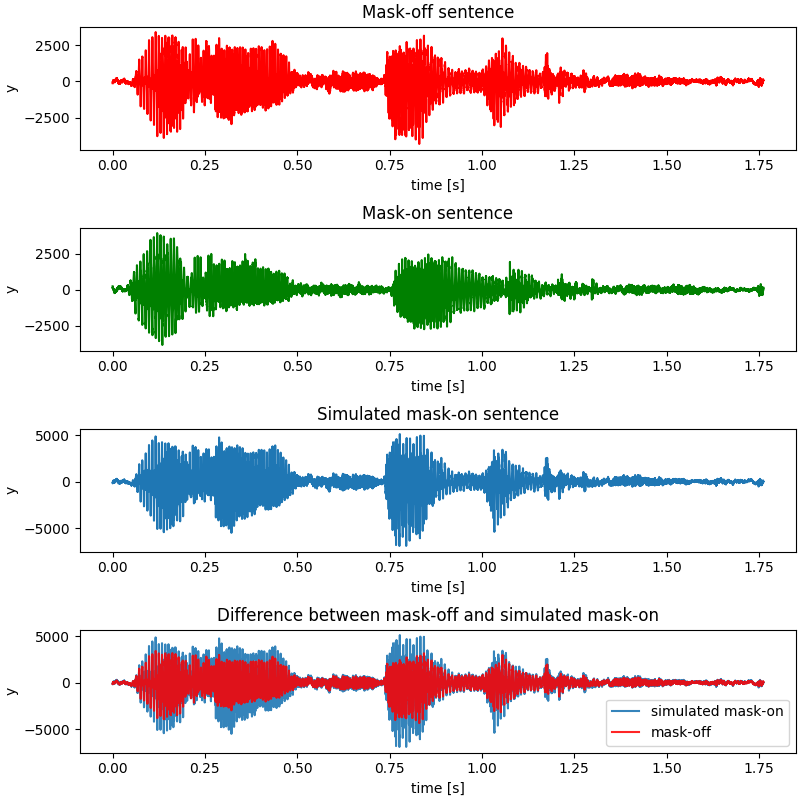 Mask-off sentence
2500
0
−2500
y
0.00 0.25 0.50 0.75 1.00 1.25 1.50 1.75
time [s]
Mask-on sentence
2500
0
−2500
y
0.00 0.25 0.50 0.75 1.00 1.25 1.50 1.75
time [s]
Simulated mask-on sentence
5000
0
−5000
y
0.00 0.25 0.50 0.75 1.00 1.25 1.50 1.75
time [s]
Difference between mask-off and simulated mask-on
5000
0
−5000
y
simulated mask-on
mask-off
0.00 0.25 0.50 0.75 1.00 1.25 1.50 1.75
time [s]